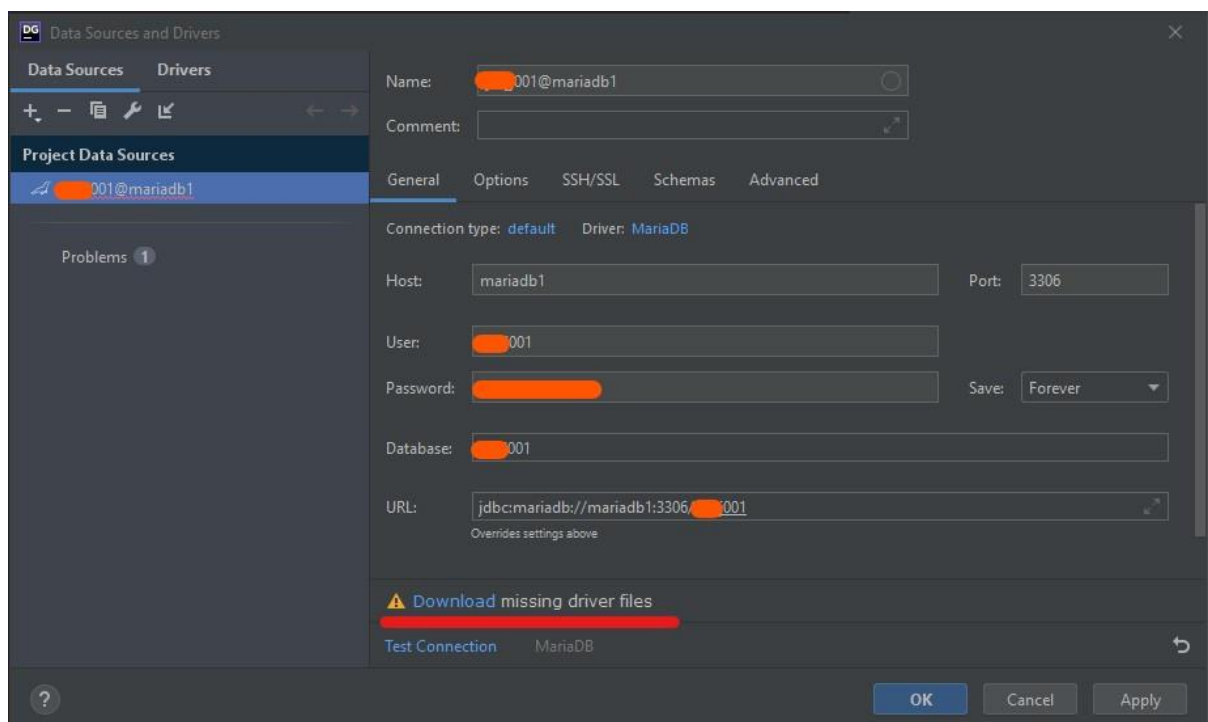 DG Data Sources and Drivers
Data Sources Drivers
Project Data Sources
001@mariadb1
Problems 1
Name: 001@mariadb1
Comment:
General Options SSH/SSL Schemas Advanced
Connection type: default Driver: MariaDB
Host: mariadb1 Port: 3306
User: 001
Password: Save: Forever
Database: 001
URL: jdbc:mariadb://mariadb1:3306/ 001
Overrides settings above
Download missing driver files
Test Connection MariaDB
? OK Cancel Apply